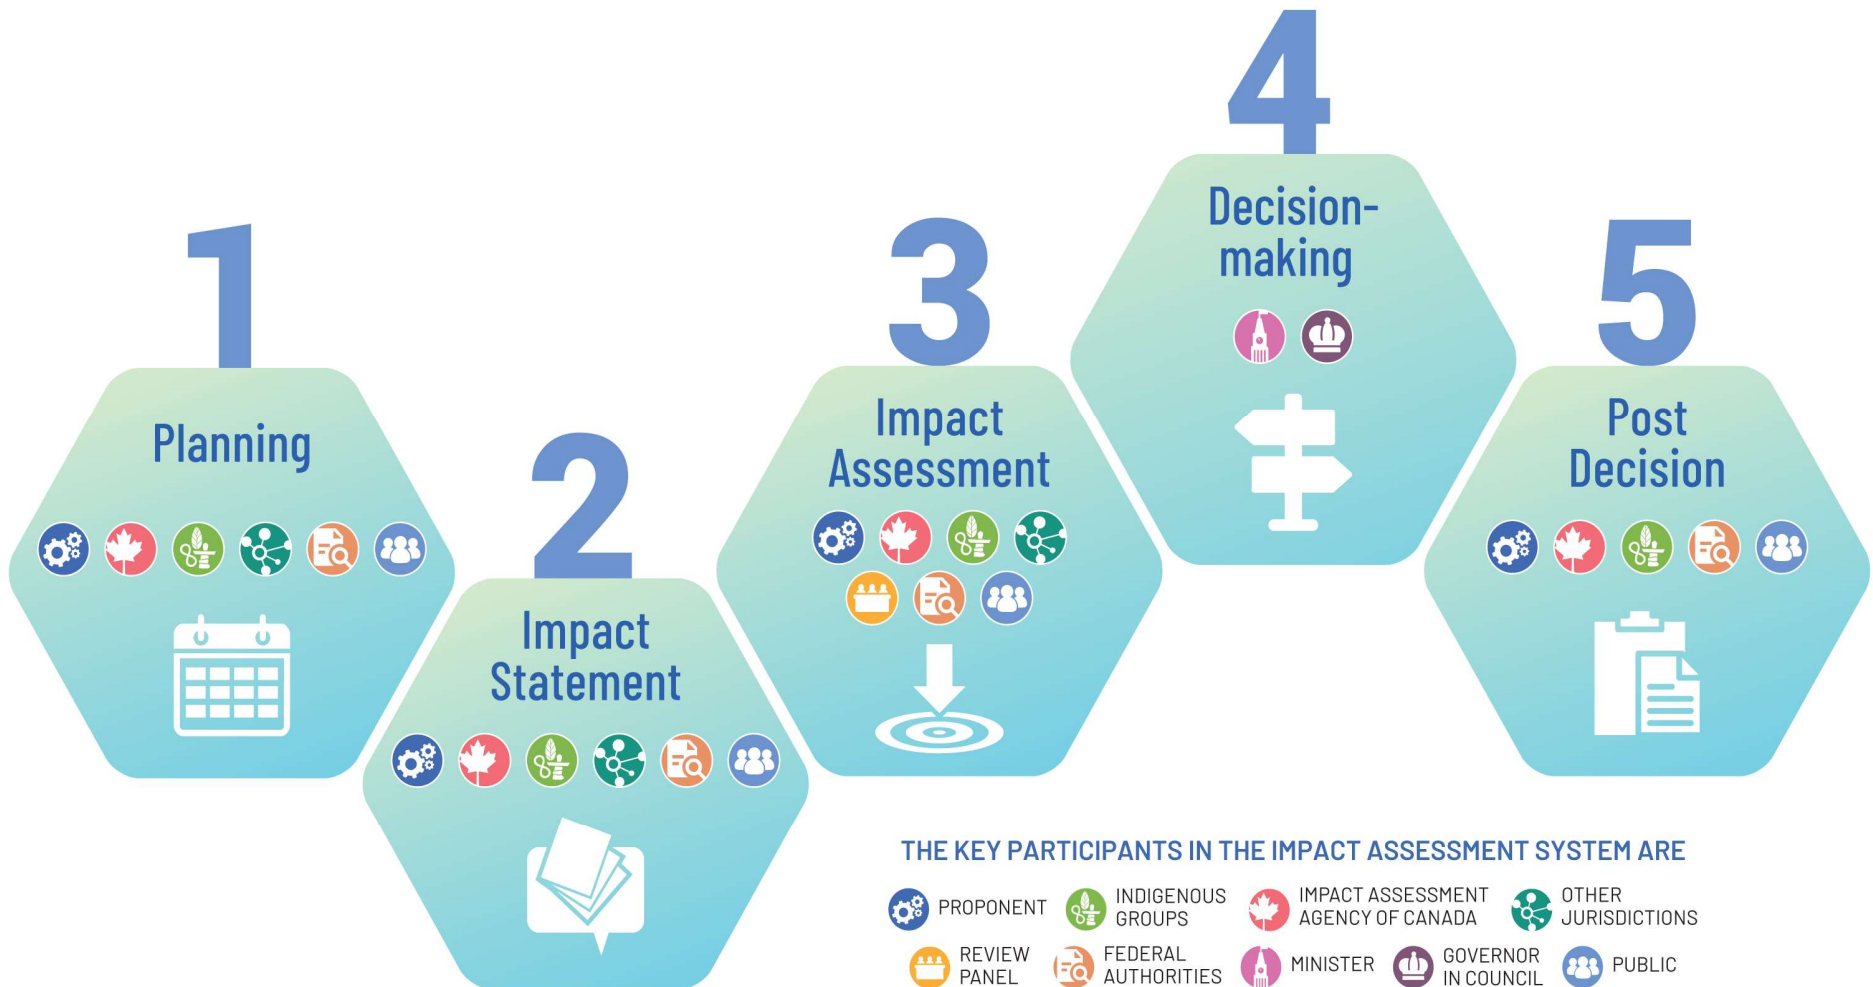 1
Planning
2
Impact
Statement
3
Impact
Assessment
4
Decision-
making
5
Post
Decision
THE KEY PARTICIPANTS IN THE IMPACT ASSESSMENT SYSTEM ARE
PROPONENT
INDIGENOUS
GROUPS
IMPACT ASSESSMENT
AGENCY OF CANADA
OTHER
JURISDICTIONS
REVIEW
PANEL
FEDERAL
AUTHORITIES
MINISTER
GOVERNOR
IN COUNCIL
PUBLIC